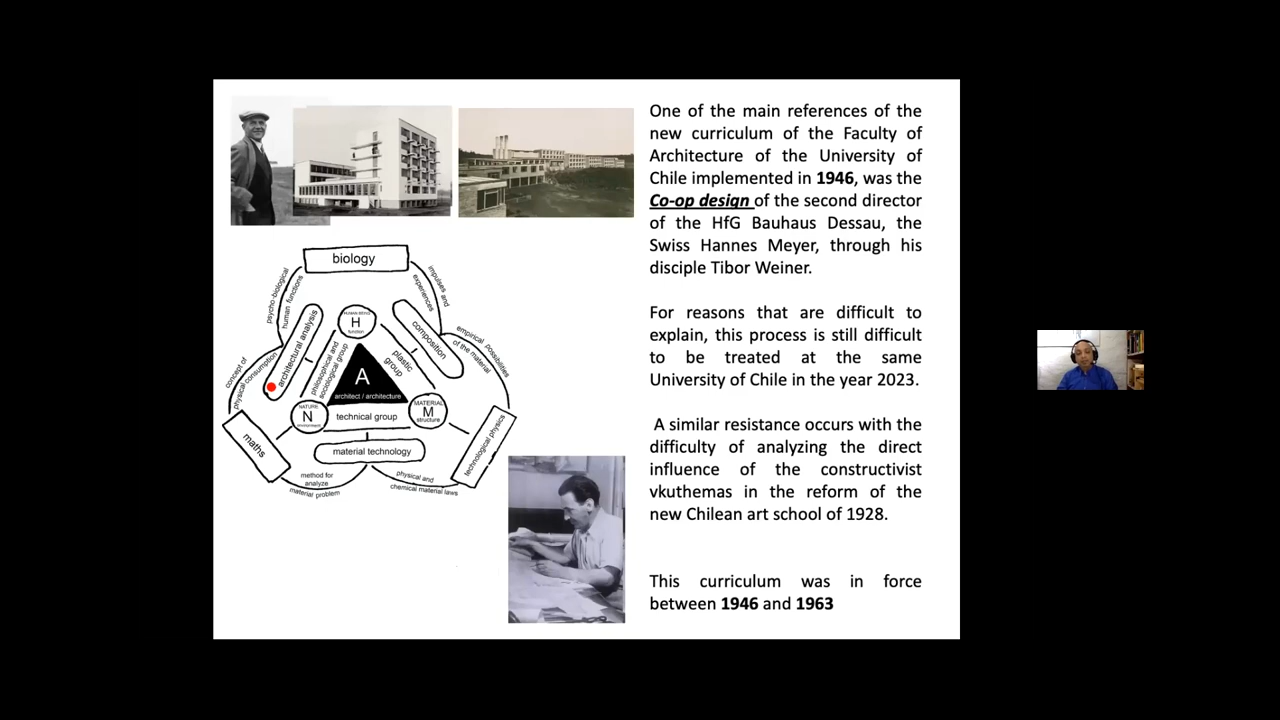 One of the main references of the
new curriculum of the Faculty of
Architecture of the University of
Chile implemented in 1946, was the
Co-op design of the second director
of the HfG Bauhaus Dessau, the
Swiss Hannes Meyer, through his
disciple Tibor Weiner.
For reasons that are difficult to
explain, this process is still difficult
to be treated at the same
University of Chile in the year 2023.
A similar resistance occurs with the
difficulty of analyzing the direct
influence of the constructivist
vkuthemas in the reform of the
new Chilean art school of 1928.
This curriculum was in force
between 1946 and 1963
biology
psycho-biological
human functions
impulses and
experiences
architectural analysis
HUMAN BEING
H
function
composition
empirical possibilities
of the material
concept of
physical consumption
philosophical and
sociological group
plastic
group
A
architect / architecture
NATURE
N
environment
MATERIAL
M
structure
technical group
maths
material technology
technological physics
method for
analyze
material problem
physical and
chemical material laws